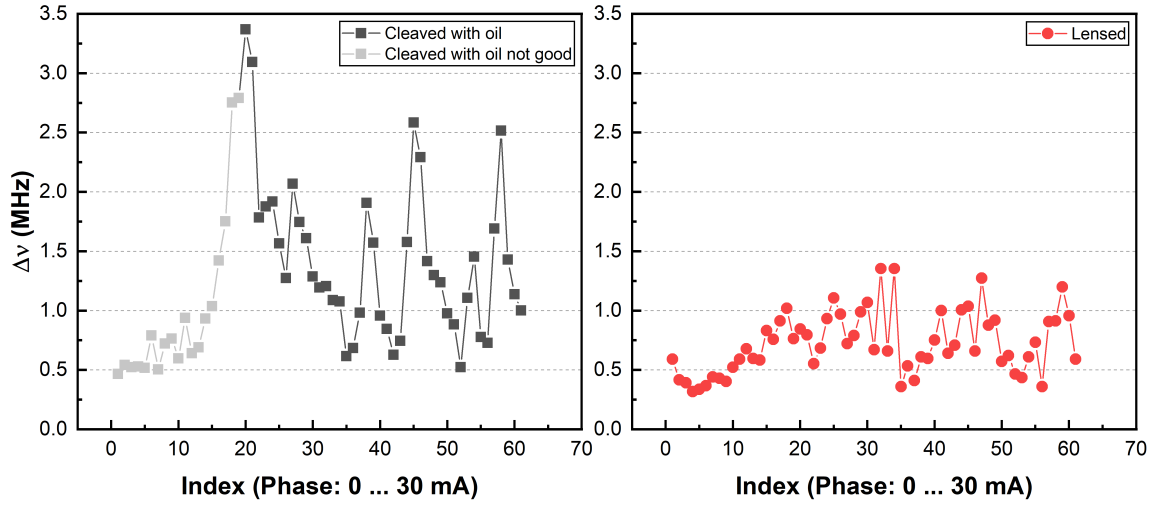 3.5
3.0
2.5
2.0
1.5
1.0
0.5
0.0
Δν (MHz)
Cleaved with oil
Cleaved with oil not good
0 10 20 30 40 50 60 70
Index (Phase: 0 ... 30 mA)
3.5
3.0
2.5
2.0
1.5
1.0
0.5
0.0
Lensed
0 10 20 30 40 50 60 70
Index (Phase: 0 ... 30 mA)